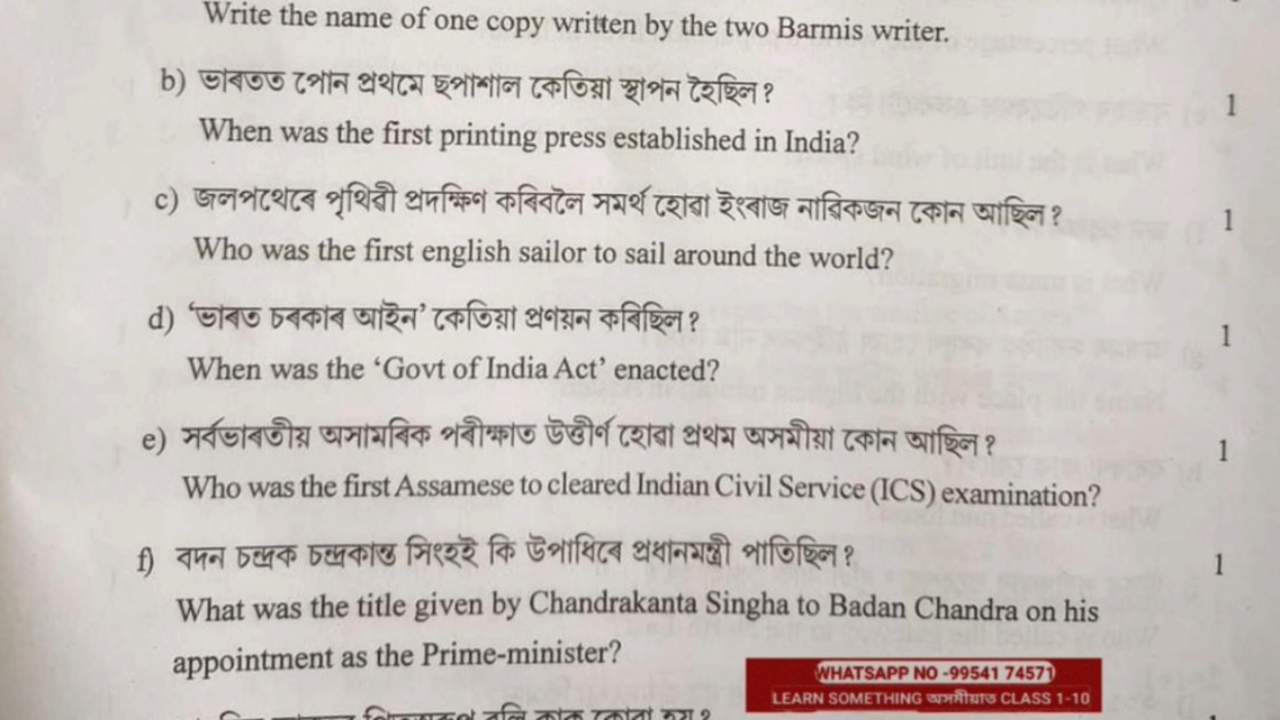 Write the name of one copy written by the two Barmis writer.
b) ভাৰতত পোন প্ৰথমে ছপাশাল কেতিয়া স্থাপন হৈছিল ? 1
When was the first printing press established in India?
c) জলপথেৰে পৃথিৱী প্ৰদক্ষিণ কৰিবলৈ সমৰ্থ হোৱা ইংৰাজ নাৱিকজন কোন আছিল ? 1
Who was the first english sailor to sail around the world?
d) ‘ভাৰত চৰকাৰ আইন’ কেতিয়া প্ৰণয়ন কৰিছিল ? 1
When was the ‘Govt of India Act’ enacted?
e) সৰ্বভাৰতীয় অসামৰিক পৰীক্ষাত উত্তীৰ্ণ হোৱা প্ৰথম অসমীয়া কোন আছিল ? 1
Who was the first Assamese to cleared Indian Civil Service (ICS) examination?
f) বদন চন্দ্ৰক চন্দ্ৰকান্ত সিংহই কি উপাধিৰে প্ৰধানমন্ত্ৰী পাতিছিল ? 1
What was the title given by Chandrakanta Singha to Badan Chandra on his
appointment as the Prime-minister?
WHATSAPP NO -99541 74571
LEARN SOMETHING অসমীয়াত CLASS 1-10
বুলি কাক কোৱা হয় ?